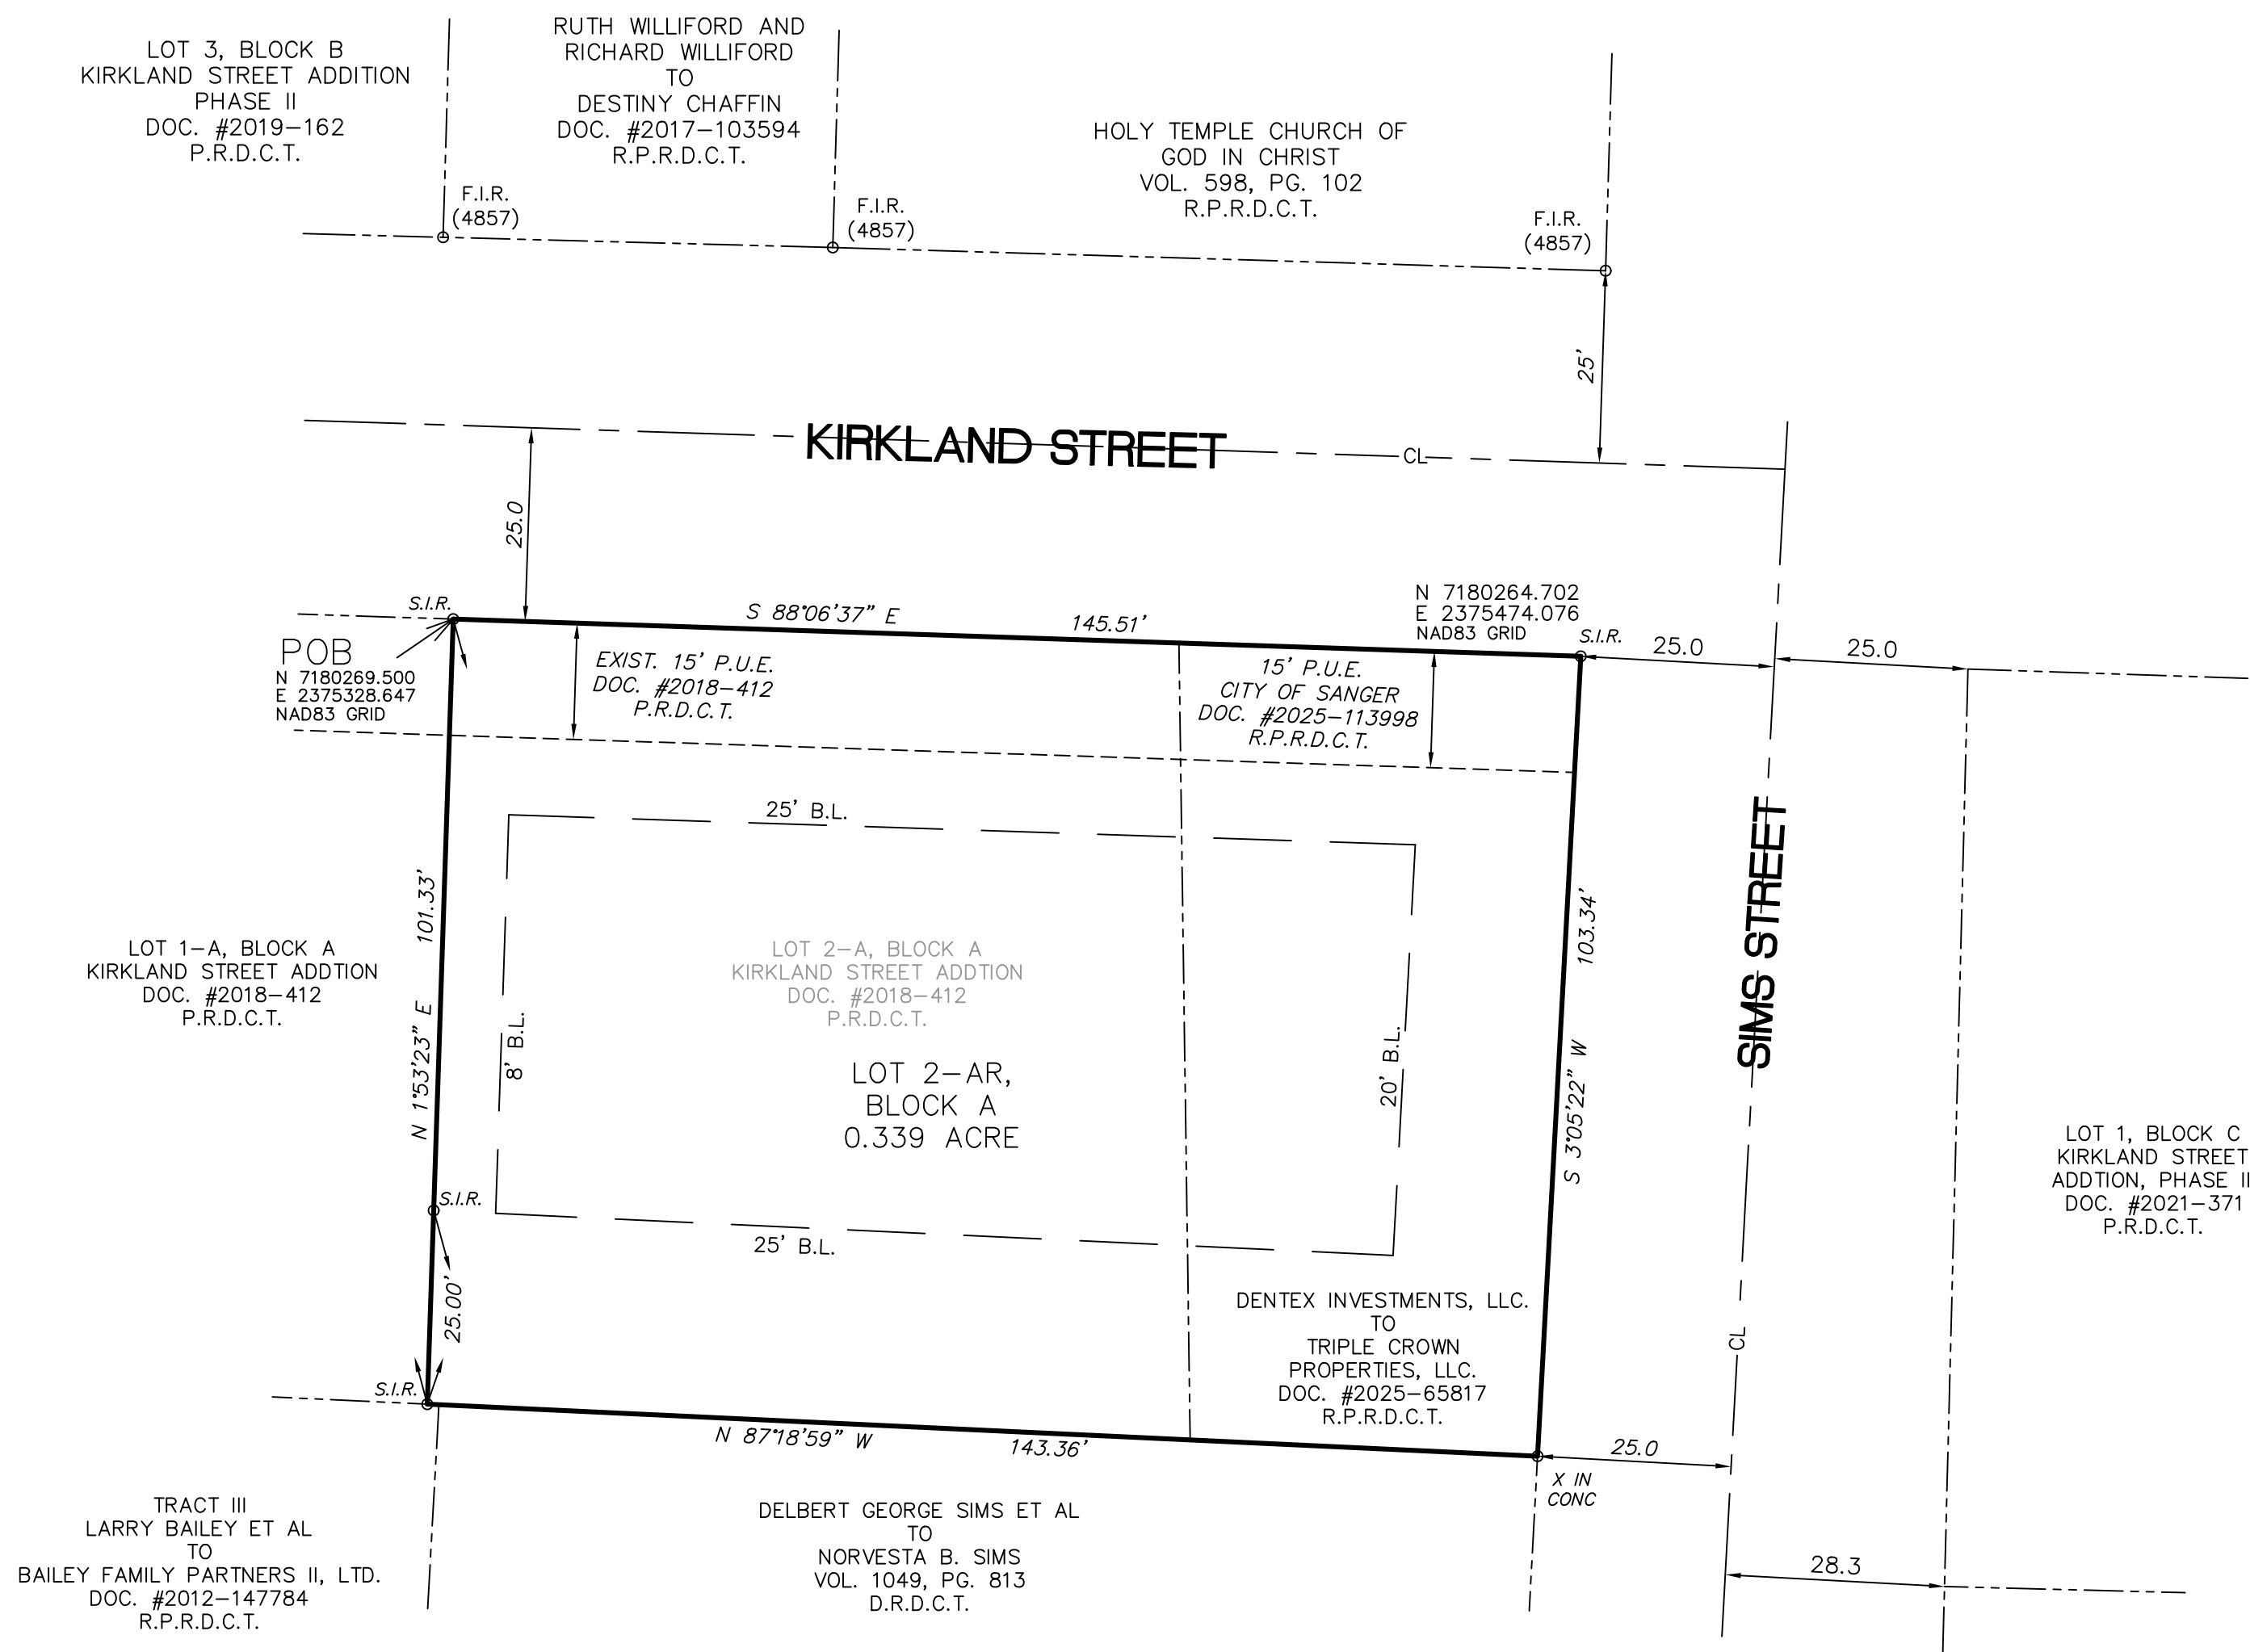 LOT 3, BLOCK B
KIRKLAND STREET ADDITION
PHASE II
DOC. #2019-162
P.R.D.C.T.
RUTH WILLIFORD AND
RICHARD WILLIFORD
TO
DESTINY CHAFFIN
DOC. #2017-103594
R.P.R.D.C.T.
HOLY TEMPLE CHURCH OF
GOD IN CHRIST
VOL. 598, PG. 102
R.P.R.D.C.T.
F.I.R.
(4857)
F.I.R.
(4857)
F.I.R.
(4857)
25'
KIRKLAND STREET
CL
25.0
S.I.R.
S 88°06'37" E
145.51'
N 7180264.702
E 2375474.076
NAD83 GRID
S.I.R.
25.0
25.0
POB
N 7180269.500
E 2375328.647
NAD83 GRID
EXIST. 15' P.U.E.
DOC. #2018-412
P.R.D.C.T.
15' P.U.E.
CITY OF SANGER
DOC. #2025-113998
R.P.R.D.C.T.
25' B.L.
101.33'
N 1°53'23" E
8' B.L.
20' B.L.
103.34'
S 3°05'22" W
SIMS STREET
LOT 1-A, BLOCK A
KIRKLAND STREET ADDTION
DOC. #2018-412
P.R.D.C.T.
LOT 2-A, BLOCK A
KIRKLAND STREET ADDTION
DOC. #2018-412
P.R.D.C.T.
LOT 2-AR,
BLOCK A
0.339 ACRE
LOT 1, BLOCK C
KIRKLAND STREET
ADDTION, PHASE II
DOC. #2021-371
P.R.D.C.T.
S.I.R.
25' B.L.
25.00'
DENTEX INVESTMENTS, LLC.
TO
TRIPLE CROWN
PROPERTIES, LLC.
DOC. #2025-65817
R.P.R.D.C.T.
CL
S.I.R.
N 87°18'59" W
143.36'
25.0
X IN
CONC
TRACT III
LARRY BAILEY ET AL
TO
BAILEY FAMILY PARTNERS II, LTD.
DOC. #2012-147784
R.P.R.D.C.T.
DELBERT GEORGE SIMS ET AL
TO
NORVESTA B. SIMS
VOL. 1049, PG. 813
D.R.D.C.T.
28.3